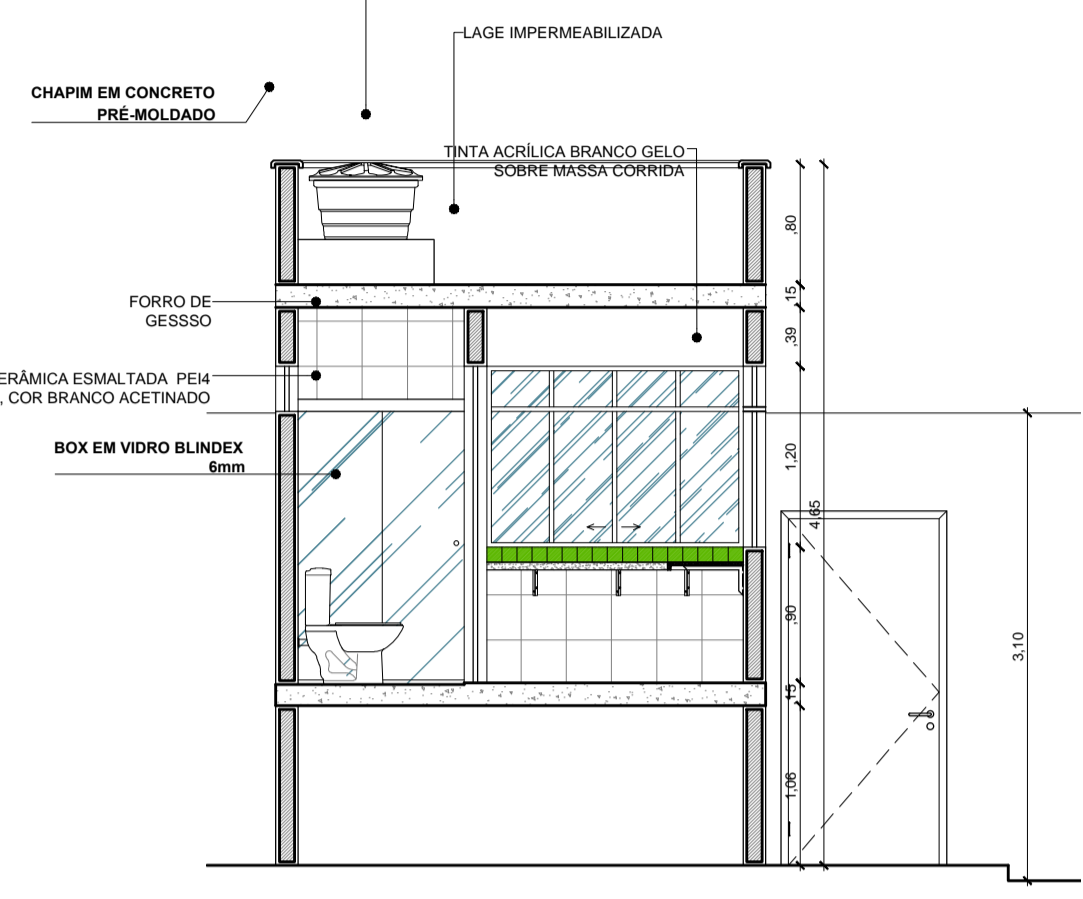 LAGE IMPERMEABILIZADA
CHAPIM EM CONCRETO
PRÉ-MOLDADO
TINTA ACRÍLICA BRANCO GELO
SOBRE MASSA CORRIDA
,80
15
FORRO DE
GESSSO
,39
ERÂMICA ESMALTADA PEI4
, COR BRANCO ACETINADO
BOX EM VIDRO BLINDEX
6mm
1,20
4,65
,90
3,10
15
1,06